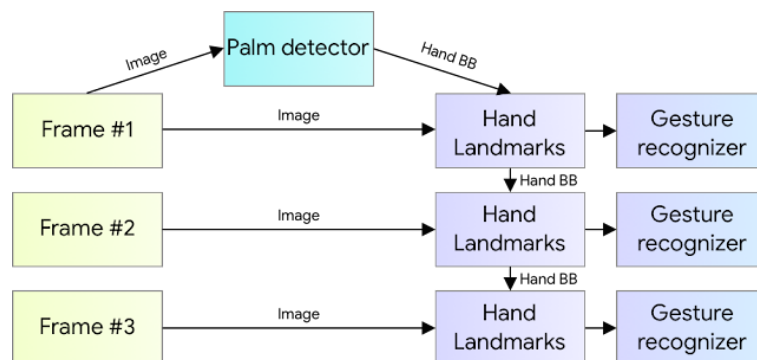 Image
Palm detector
Hand BB
Frame #1
Image
Hand
Landmarks
Gesture
recognizer
Hand BB
Frame #2
Image
Hand
Landmarks
Gesture
recognizer
Hand BB
Frame #3
Image
Hand
Landmarks
Gesture
recognizer